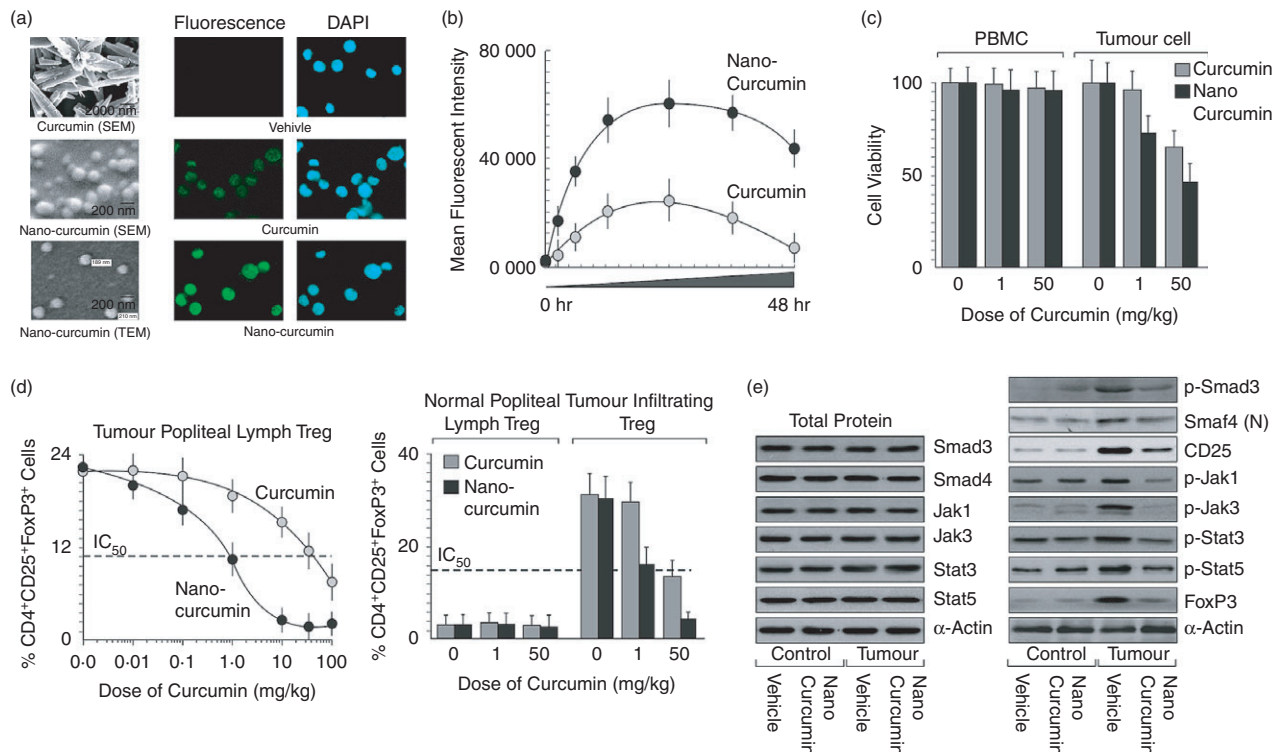 (a)
Fluorescence DAPI
2000 nm
Curcumin (SEM)
Vehivle
200 nm
Nano-curcumin (SEM)
Curcumin
189 nm
200 nm
210 nm
Nano-curcumin (TEM)
Nano-curcumin
(b)
Mean Fluorescent Intensity
80 000
40 000
0 000
Nano-
Curcumin
Curcumin
0 hr 48 hr
(c)
PBMC Tumour cell
Curcumin
Nano
Curcumin
Cell Viability
100
50
0
0 1 50 0 1 50
Dose of Curcumin (mg/kg)
(d)
Tumour Popliteal Lymph Treg
% CD4+CD25+FoxP3+ Cells
24
12
0
Curcumin
IC50
Nano-
curcumin
0·0 0·01 0·1 1·0 10 100
Dose of Curcumin (mg/kg)
Normal Popliteal Tumour Infiltrating
Lymph Treg Treg
% CD4+CD25+FoxP3+ Cells
40
20
0
Curcumin
Nano-
curcumin
IC50
0 1 50 0 1 50
Dose of Curcumin (mg/kg)
(e)
Total Protein
Smad3
Smad4
Jak1
Jak3
Stat3
Stat5
α-Actin
Control Tumour
Vehicle
Nano
Curcumin
Vehicle
Nano
Curcumin
p-Smad3
Smaf4 (N)
CD25
p-Jak1
p-Jak3
p-Stat3
p-Stat5
FoxP3
α-Actin
Control Tumour
Vehicle
Nano
Curcumin
Vehicle
Nano
Curcumin